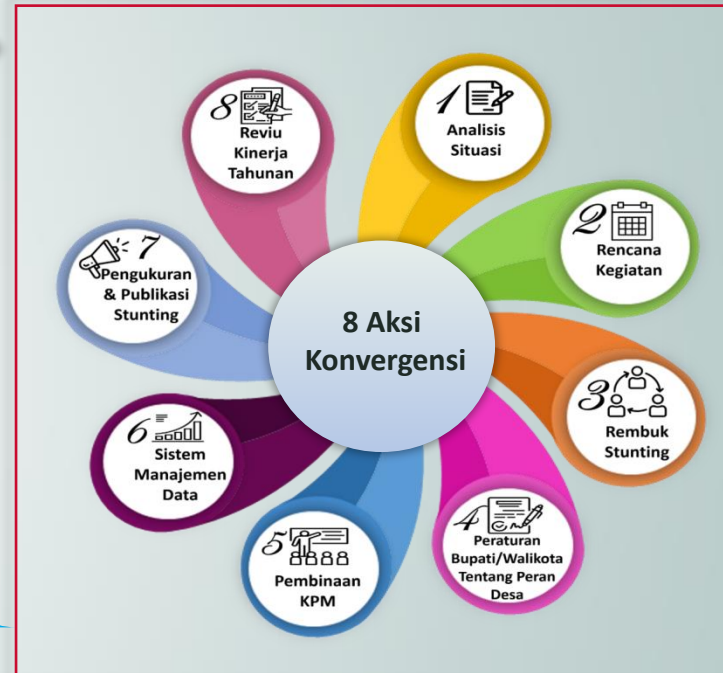 8 Aksi
Konvergensi
1
Analisis
Situasi
2
Rencana
Kegiatan
3
Rembuk
Stunting
4
Peraturan
Bupati/Walikota
Tentang Peran
Desa
5
Pembinaan
KPM
6
Sistem
Manajemen
Data
7
Pengukuran
& Publikasi
Stunting
8
Reviu
Kinerja
Tahunan